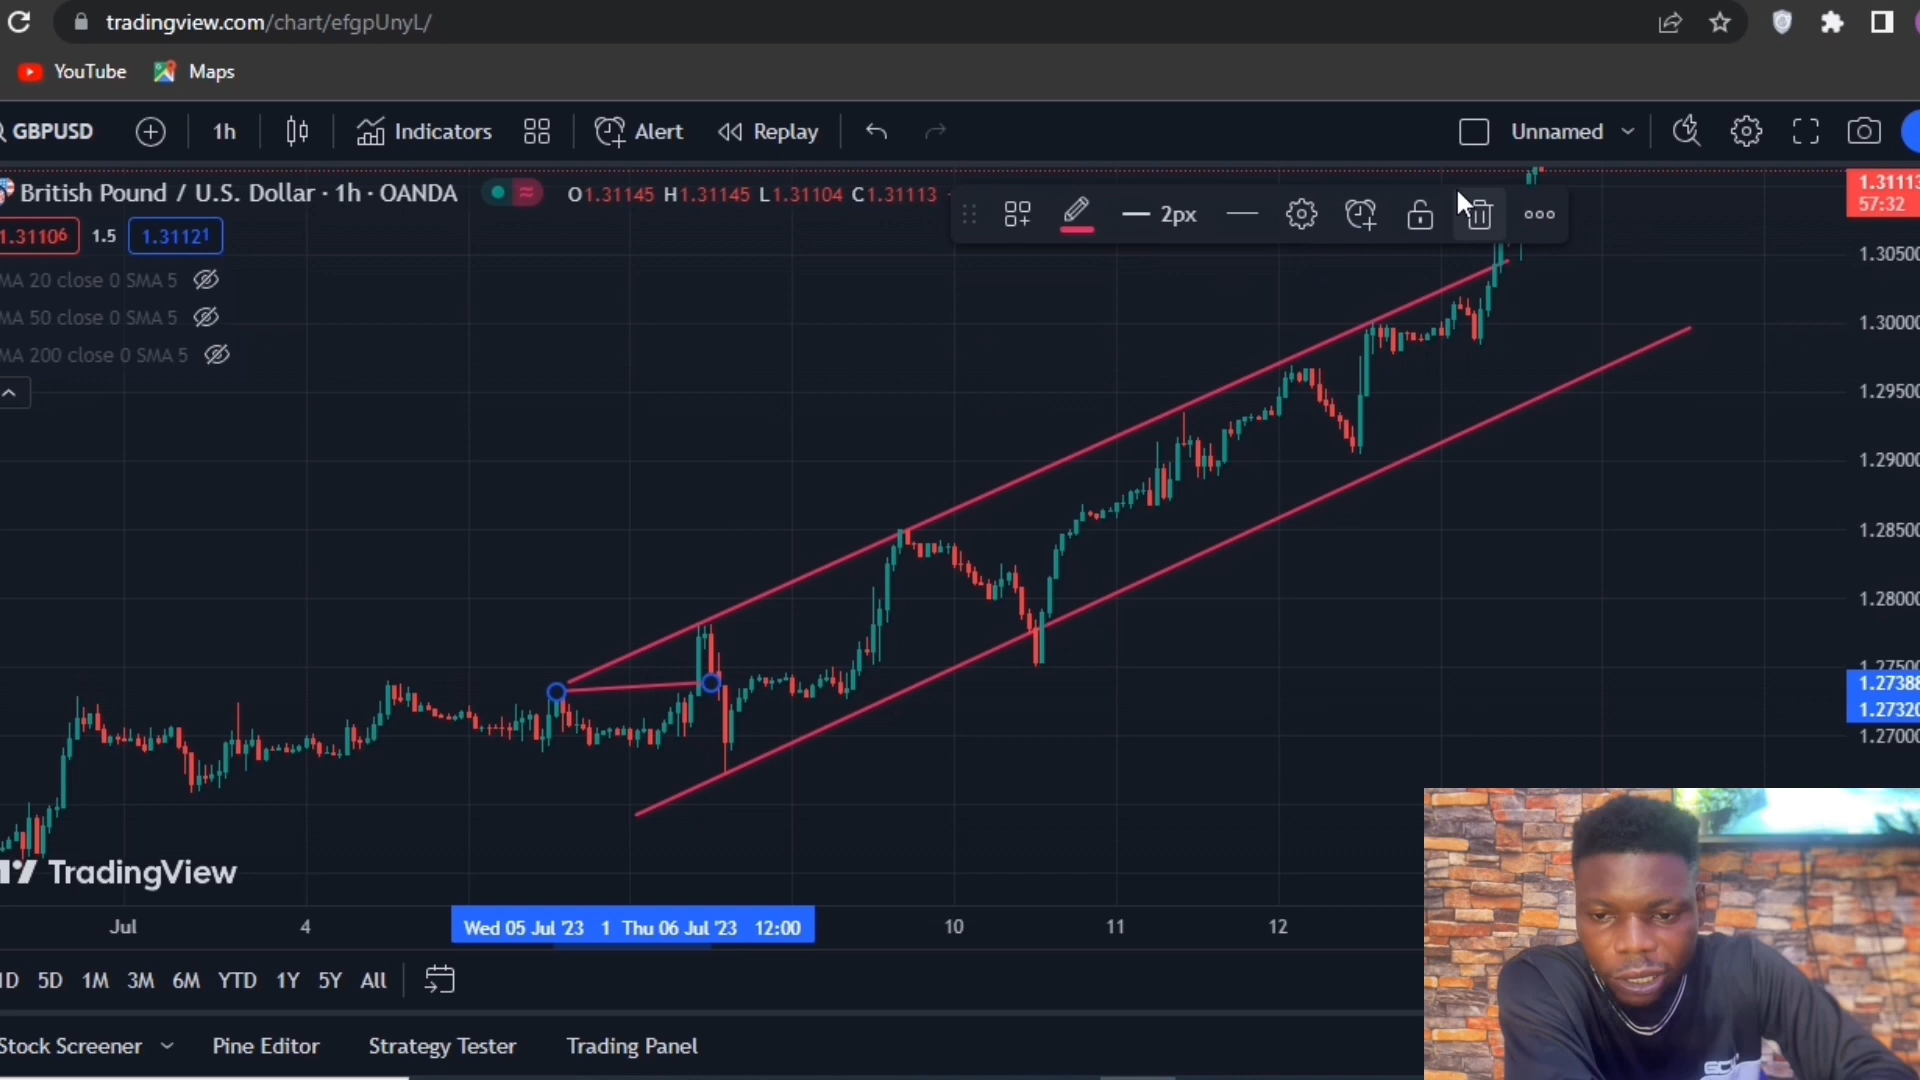 tradingview.com/chart/efgpUnyL/
YouTube Maps
GBPUSD 1h Indicators Alert Replay Unnamed
British Pound / U.S. Dollar · 1h · OANDA O1.31145 H1.31145 L1.31104 C1.31113
2px
1.31106 1.5 1.31121
MA 20 close 0 SMA 5
MA 50 close 0 SMA 5
MA 200 close 0 SMA 5
1.31113
57:32
1.30500
1.30000
1.29500
1.29000
1.28500
1.28000
1.27500
1.27388
1.27320
1.27000
TradingView
Jul 4 Wed 05 Jul '23 1 Thu 06 Jul '23 12:00 10 11 12
1D 5D 1M 3M 6M YTD 1Y 5Y All
Stock Screener Pine Editor Strategy Tester Trading Panel